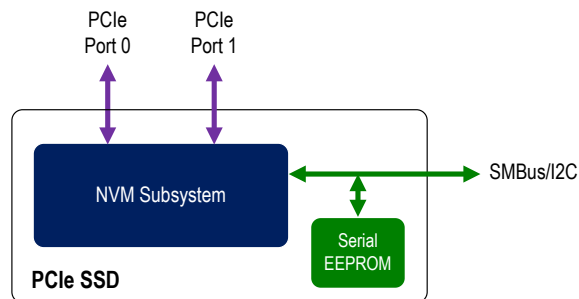 PCIe
Port 0
PCIe
Port 1
NVM Subsystem
SMBus/I2C
Serial
EEPROM
PCIe SSD